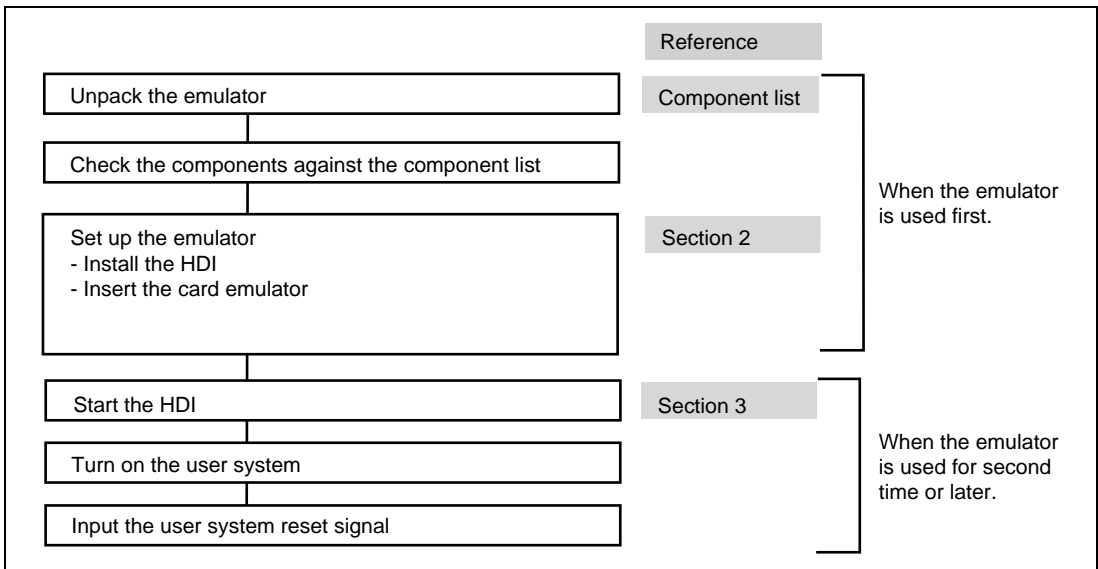 Reference
Unpack the emulator
Component list
Check the components against the component list
When the emulator
is used first.
Set up the emulator
- Install the HDI
- Insert the card emulator
Section 2
Start the HDI
Section 3
Turn on the user system
When the emulator
is used for second
time or later.
Input the user system reset signal